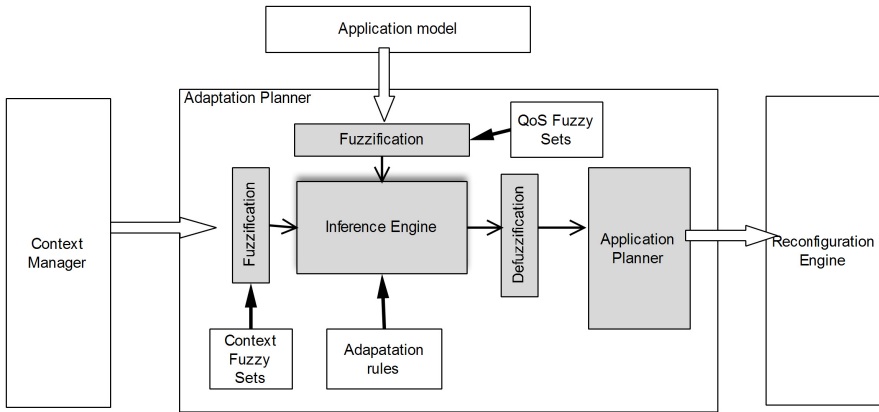 Application model
Adaptation Planner
Fuzzification
QoS Fuzzy
Sets
Context
Manager
Fuzzification
Inference Engine
Defuzzification
Application
Planner
Reconfiguration
Engine
Context
Fuzzy
Sets
Adapatation
rules